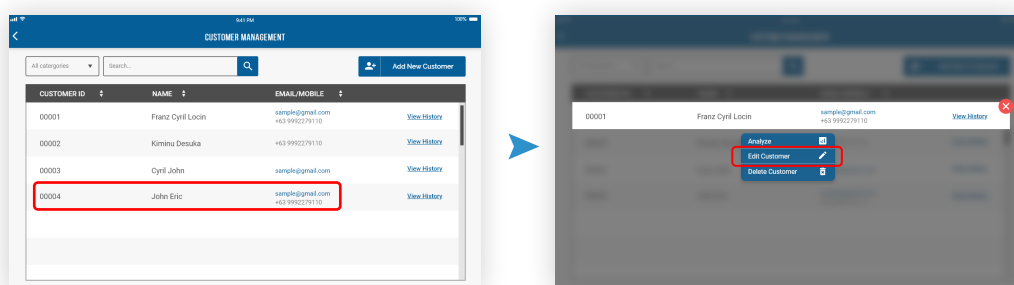 9:41 PM 100%
CUSTOMER MANAGEMENT
All catergories Search... Add New Customer
CUSTOMER ID NAME EMAIL/MOBILE
00001 Franz Cyril Locin sample@gmail.com View History
+63 9992279110
00002 Kiminu Desuka +63 9992279110 View History
00003 Cyril John sample@gmail.com View History
00004 John Eric sample@gmail.com View History
+63 9992279110
00001 Franz Cyril Locin sample@gmail.com View History
+63 9992279110
Analyze
Edit Customer
Delete Customer